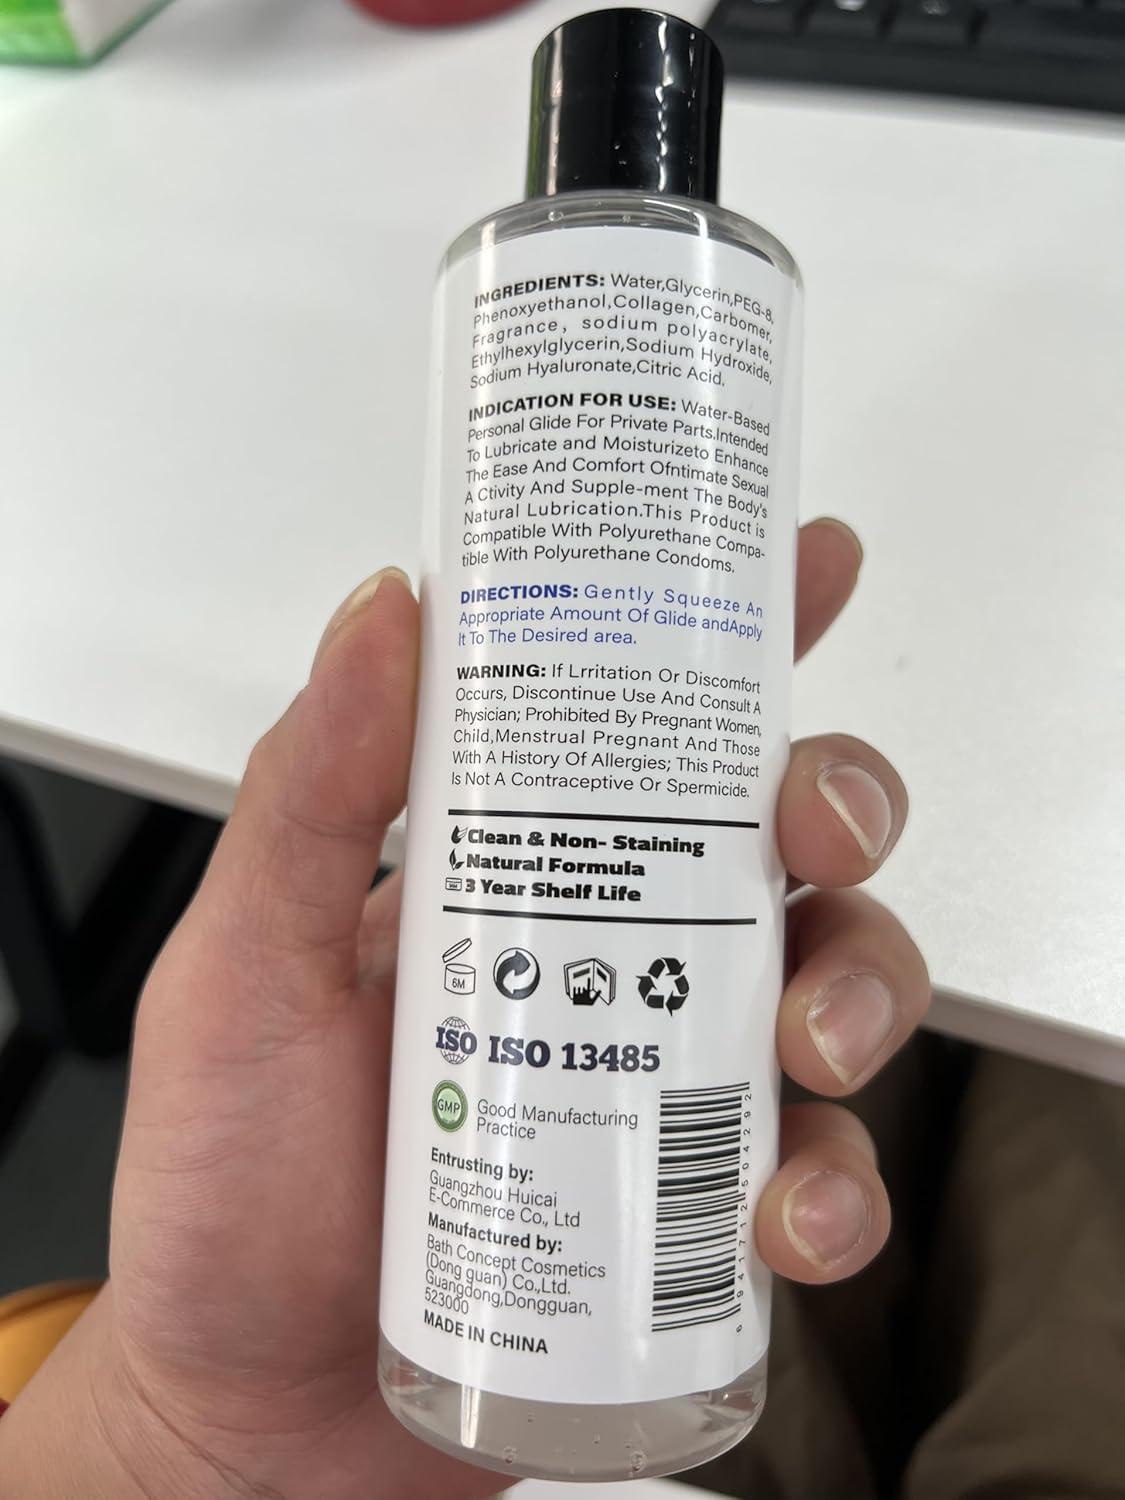 INGREDIENTS: Water,Glycerin,PEG-8,
Phenoxyethanol,Collagen,Carbomer,
Fragrance, sodium polyacrylate,
Ethylhexylglycerin,Sodium Hydroxide,
Sodium Hyaluronate,Citric Acid.
INDICATION FOR USE: Water-Based
Personal Glide For Private Parts.Intended
To Lubricate and Moisturizeto Enhance
The Ease And Comfort Ofntimate Sexual
A Ctivity And Supple-ment The Body's
Natural Lubrication.This Product is
Compatible With Polyurethane Compa-
tible With Polyurethane Condoms.
DIRECTIONS: Gently Squeeze An
Appropriate Amount Of Glide andApply
It To The Desired area.
WARNING: If Lrritation Or Discomfort
Occurs, Discontinue Use And Consult A
Physician; Prohibited By Pregnant Women,
Child,Menstrual Pregnant And Those
With A History Of Allergies; This Product
Is Not A Contraceptive Or Spermicide.
Clean & Non- Staining
Natural Formula
3 Year Shelf Life
6M
ISO ISO 13485
GMP Good Manufacturing
Practice
Entrusting by:
Guangzhou Huicai
E-Commerce Co., Ltd
Manufactured by:
Bath Concept Cosmetics
(Dong guan) Co.,Ltd.
Guangdong,Dongguan,
523000
MADE IN CHINA
6941712504292